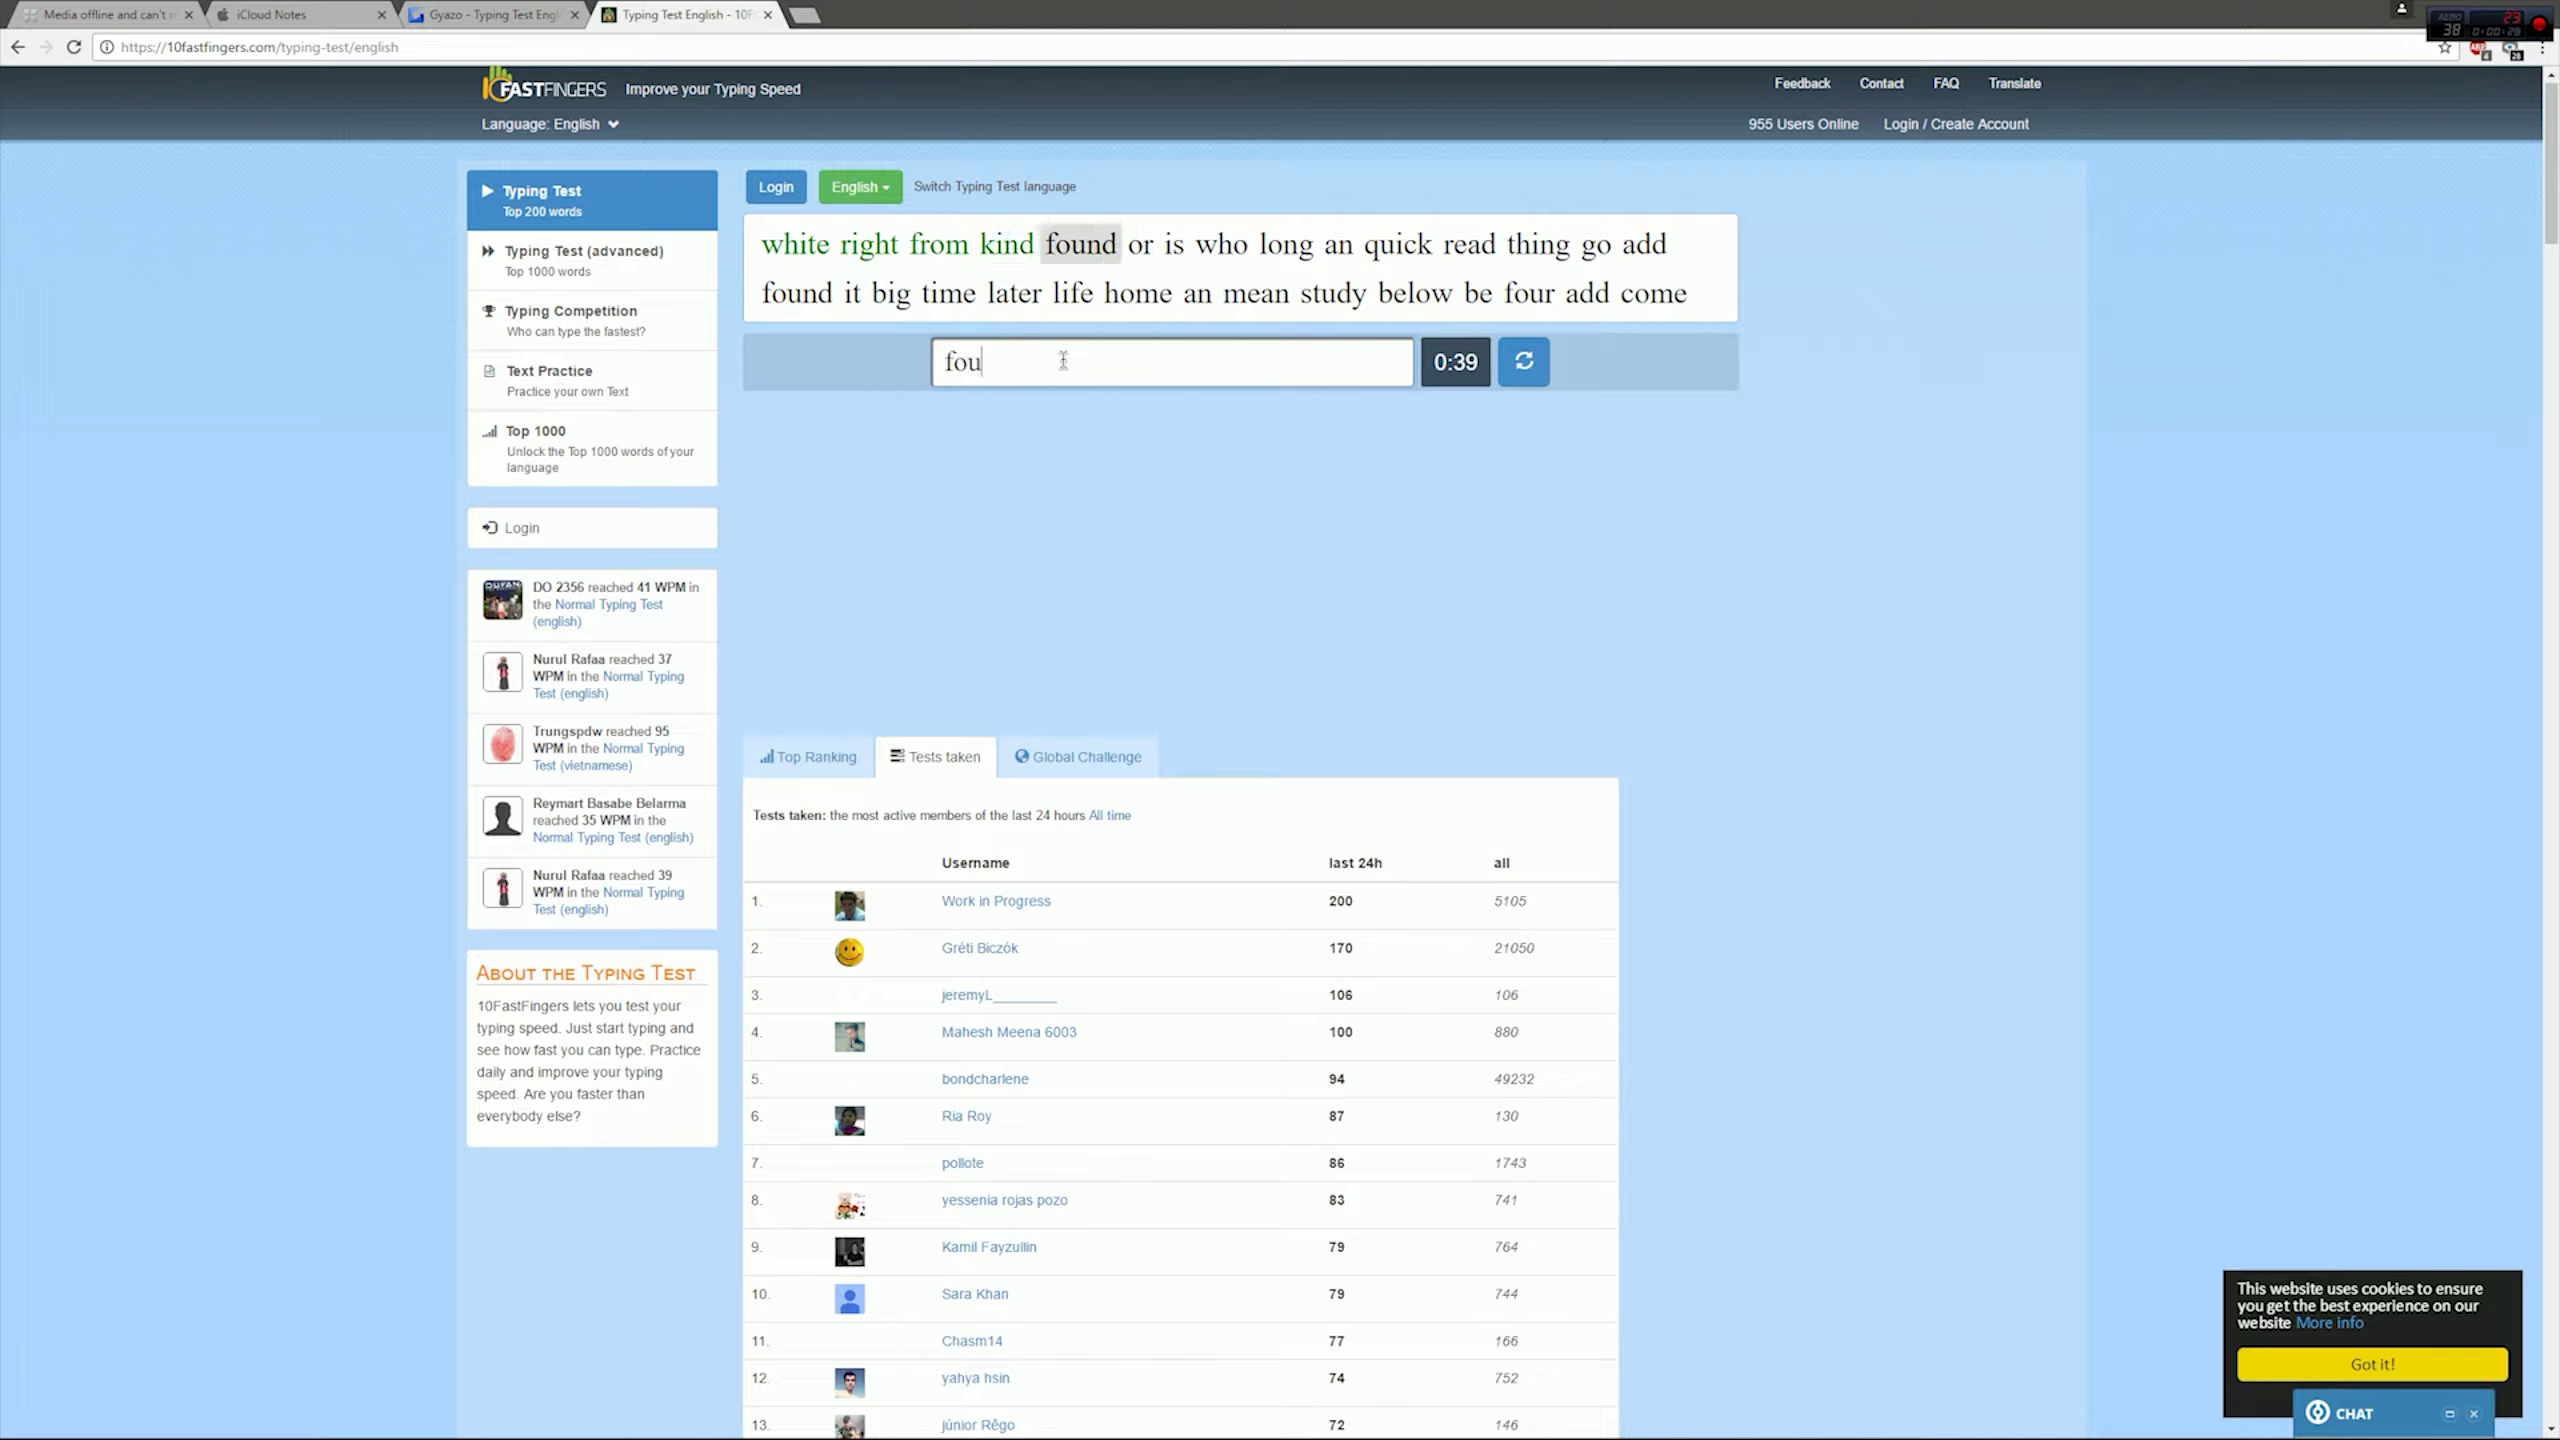 Media offline and can't r
iCloud Notes
Gyazo - Typing Test Engl
Typing Test English - 10F
https://10fastfingers.com/typing-test/english
AERO
38
23
0:00:28
FASTFINGERS
Improve your Typing Speed
Feedback
Contact
FAQ
Translate
Language: English
955 Users Online
Login / Create Account
Typing Test
Top 200 words
Typing Test (advanced)
Top 1000 words
Typing Competition
Who can type the fastest?
Text Practice
Practice your own Text
Top 1000
Unlock the Top 1000 words of your
language
Login
DO 2356 reached 41 WPM in
the Normal Typing Test
(english)
Nurul Rafaa reached 37
WPM in the Normal Typing
Test (english)
Trungspdw reached 95
WPM in the Normal Typing
Test (vietnamese)
Reymart Basabe Belarma
reached 35 WPM in the
Normal Typing Test (english)
Nurul Rafaa reached 39
WPM in the Normal Typing
Test (english)
About the Typing Test
10FastFingers lets you test your
typing speed. Just start typing and
see how fast you can type. Practice
daily and improve your typing
speed. Are you faster than
everybody else?
Login
English
Switch Typing Test language
white right from kind found or is who long an quick read thing go add
found it big time later life home an mean study below be four add come
fou
0:39
Top Ranking
Tests taken
Global Challenge
Tests taken: the most active members of the last 24 hours All time
Username last 24h all
1. Work in Progress 200 5105
2. Gréti Biczók 170 21050
3. jeremyL________ 106 106
4. Mahesh Meena 6003 100 880
5. bondcharlene 94 49232
6. Ria Roy 87 130
7. pollote 86 1743
8. yessenia rojas pozo 83 741
9. Kamil Fayzullin 79 764
10. Sara Khan 79 744
11. Chasm14 77 166
12. yahya hsin 74 752
13. júnior Rêgo 72 146
This website uses cookies to ensure
you get the best experience on our
website More info
Got it!
CHAT